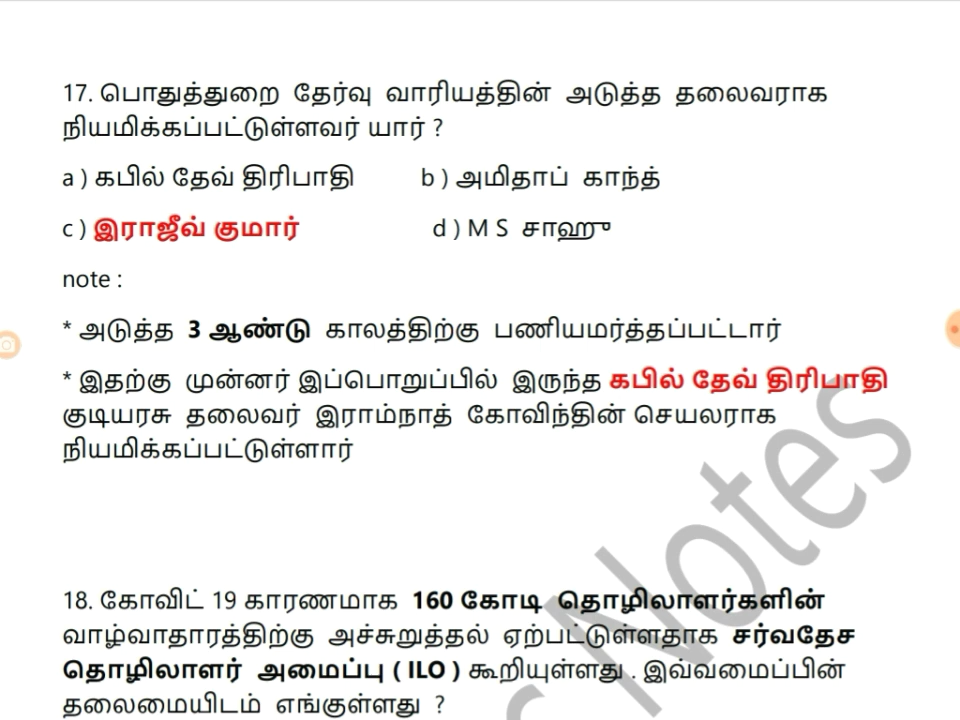 17. பொதுத்துறை தேர்வு வாரியத்தின் அடுத்த தலைவராக
நியமிக்கப்பட்டுள்ளவர் யார் ?
a ) கபில் தேவ் திரிபாதி b ) அமிதாப் காந்த்
c ) இராஜீவ் குமார் d ) M S சாஹு
note :
* அடுத்த 3 ஆண்டு காலத்திற்கு பணியமர்த்தப்பட்டார்
* இதற்கு முன்னர் இப்பொறுப்பில் இருந்த கபில் தேவ் திரிபாதி
குடியரசு தலைவர் இராம்நாத் கோவிந்தின் செயலராக
நியமிக்கப்பட்டுள்ளார்
18. கோவிட் 19 காரணமாக 160 கோடி தொழிலாளர்களின்
வாழ்வாதாரத்திற்கு அச்சுறுத்தல் ஏற்பட்டுள்ளதாக சர்வதேச
தொழிலாளர் அமைப்பு ( ILO ) கூறியுள்ளது . இவ்வமைப்பின்
தலைமையிடம் எங்குள்ளது ?
Notes